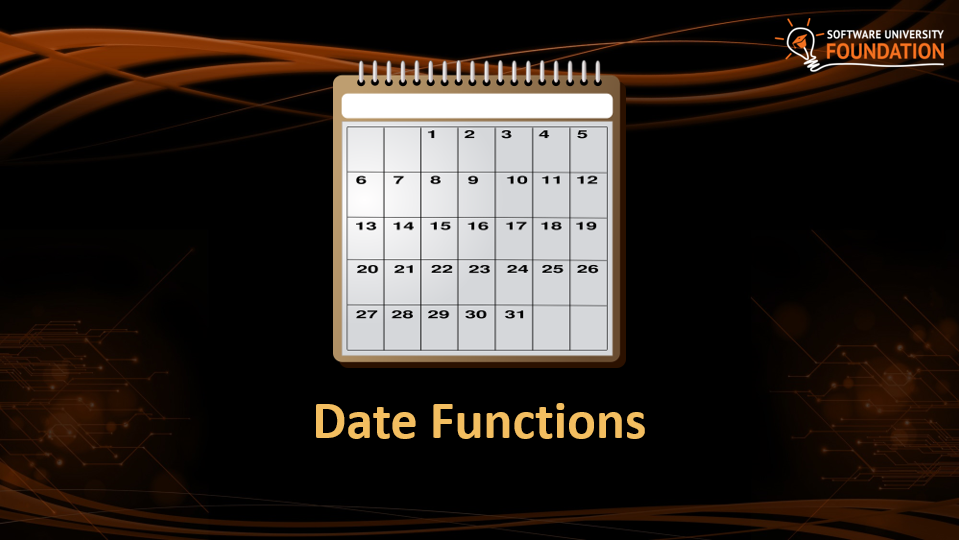 SOFTWARE UNIVERSITY
FOUNDATION
1 2 3 4 5
6 7 8 9 10 11 12
13 14 15 16 17 18 19
20 21 22 23 24 25 26
27 28 29 30 31
Date Functions